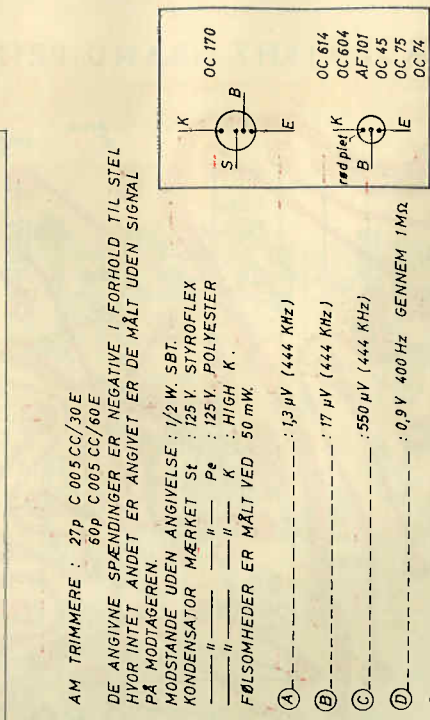 AM TRIMMERE : 27p C 005 CC/30 E
60p C 005 CC/60 E
DE ANGIVNE SPÆNDINGER ER NEGATIVE I FORHOLD TIL STEL
HVOR INTET ANDET ER ANGIVET ER DE MÅLT UDEN SIGNAL
PÅ MODTAGEREN.
MODSTANDE UDEN ANGIVELSE : 1/2 W. SBT.
KONDENSATOR MÆRKET St : 125 V. STYROFLEX
—— " —— —— " —— Pe : 125 V. POLYESTER
—— " —— —— " —— K : HIGH K.
FØLSOMHEDER ER MÅLT VED 50 mW.
A : 1,3 µV (444 KHz)
B : 17 µV (444 KHz)
C : 550 µV (444 KHz)
D : 0,9 V 400 Hz GENNEM 1 MΩ
K
S
B
E
OC 170
rød plet
K
B
E
OC 614
OC 604
AF 101
OC 45
OC 75
OC 74